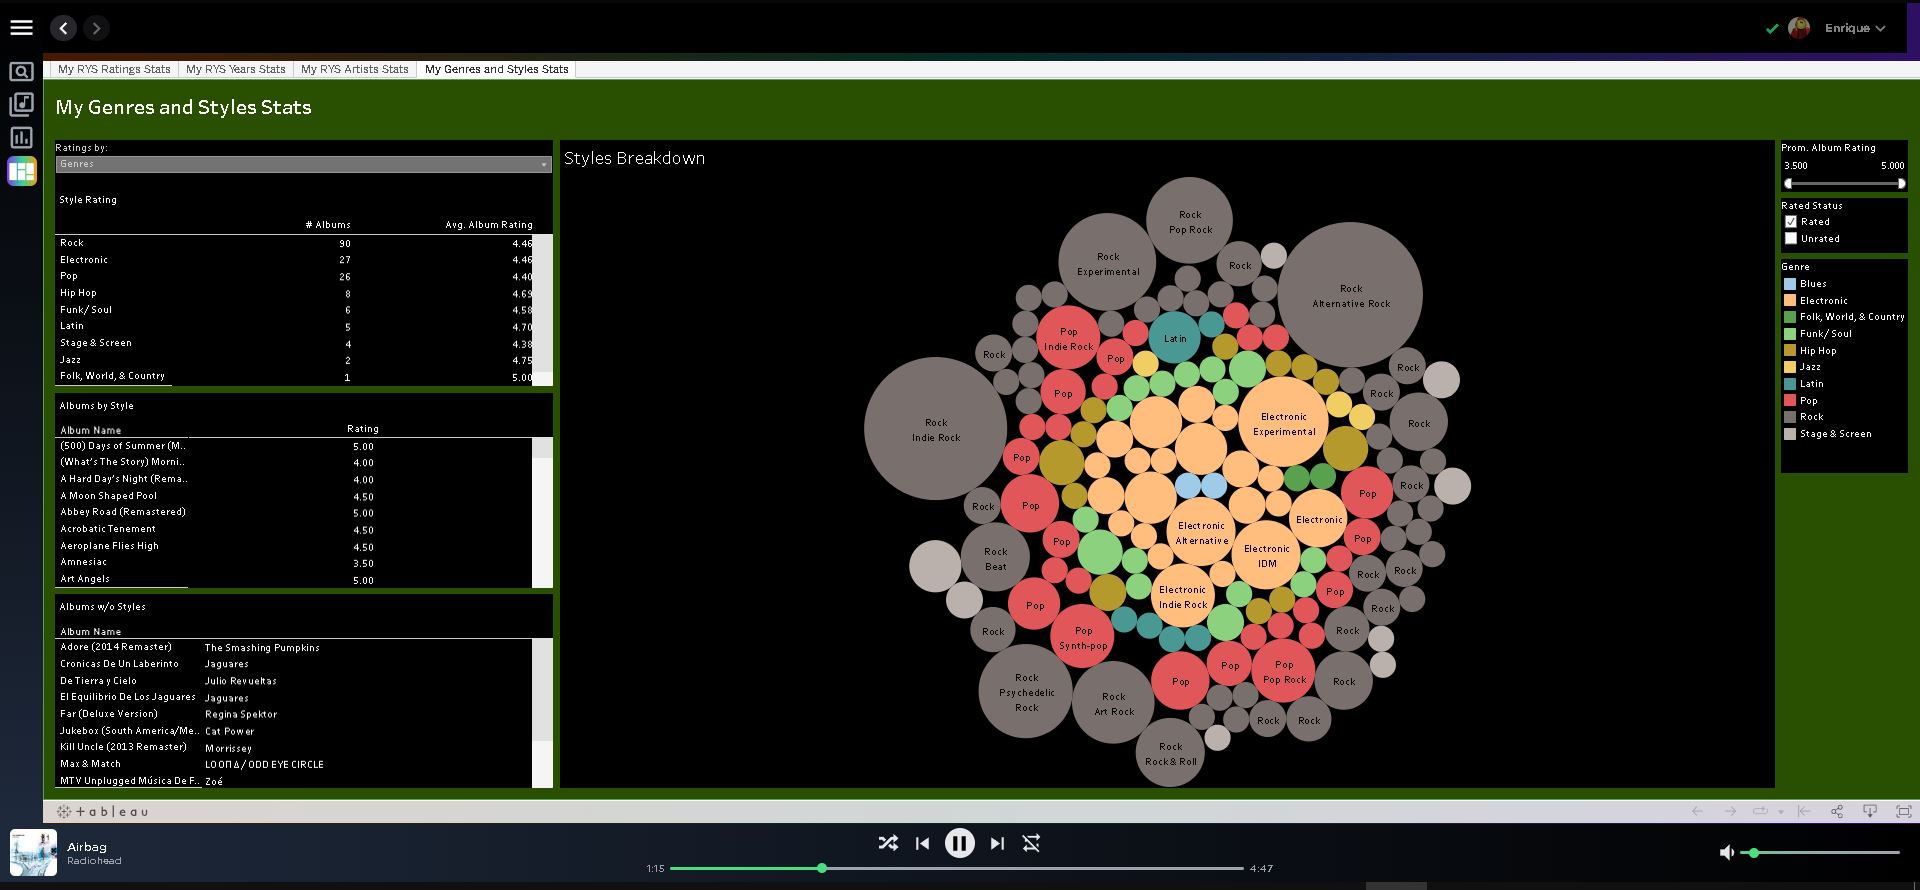 Enrique
My RYS Ratings Stats
My RYS Years Stats
My RYS Artists Stats
My Genres and Styles Stats
My Genres and Styles Stats
Ratings by:
Genres
Style Rating
# Albums Avg. Album Rating
Rock 90 4.46
Electronic 27 4.46
Pop 26 4.40
Hip Hop 8 4.69
Funk/ Soul 6 4.58
Latin 5 4.70
Stage & Screen 4 4.38
Jazz 2 4.75
Folk, World, & Country 1 5.00
Albums by Style
Album Name Rating
(500) Days of Summer (M.. 5.00
(What's The Story) Morni.. 4.00
A Hard Day's Night (Rema.. 4.00
A Moon Shaped Pool 4.50
Abbey Road (Remastered) 5.00
Acrobatic Tenement 4.50
Aeroplane Flies High 4.50
Amnesiac 3.50
Art Angels 5.00
Albums w/o Styles
Album Name
Adore (2014 Remaster) The Smashing Pumpkins
Cronicas De Un Laberinto Jaguares
De Tierra y Cielo Julio Revueltas
El Equilibrio De Los Jaguares Jaguares
Far (Deluxe Version) Regina Spektor
Jukebox (South America/Me.. Cat Power
Kill Uncle (2013 Remaster) Morrissey
Max & Match LOOΠΔ / ODD EYE CIRCLE
MTV Unplugged Música De F.. Zoé
Styles Breakdown
Rock
Pop Rock
Rock
Experimental
Rock
Rock
Alternative Rock
Pop
Indie Rock
Latin
Rock
Pop
Rock
Pop
Rock
Rock
Indie Rock
Electronic
Experimental
Rock
Pop
Rock
Pop
Rock
Pop
Electronic
Pop
Electronic
Alternative
Pop
Rock
Beat
Electronic
IDM
Rock
Rock
Pop
Electronic
Indie Rock
Pop
Rock
Rock
Pop
Synth-pop
Rock
Pop
Pop
Pop Rock
Pop
Rock
Rock
Psychedelic
Rock
Rock
Art Rock
Rock
Rock
Rock
Rock & Roll
Prom. Album Rating
3.500 5.000
Rated Status
Rated
Unrated
Genre
Blues
Electronic
Folk, World, & Country
Funk/ Soul
Hip Hop
Jazz
Latin
Pop
Rock
Stage & Screen
+ableau
Airbag
Radiohead
1:15
4:47